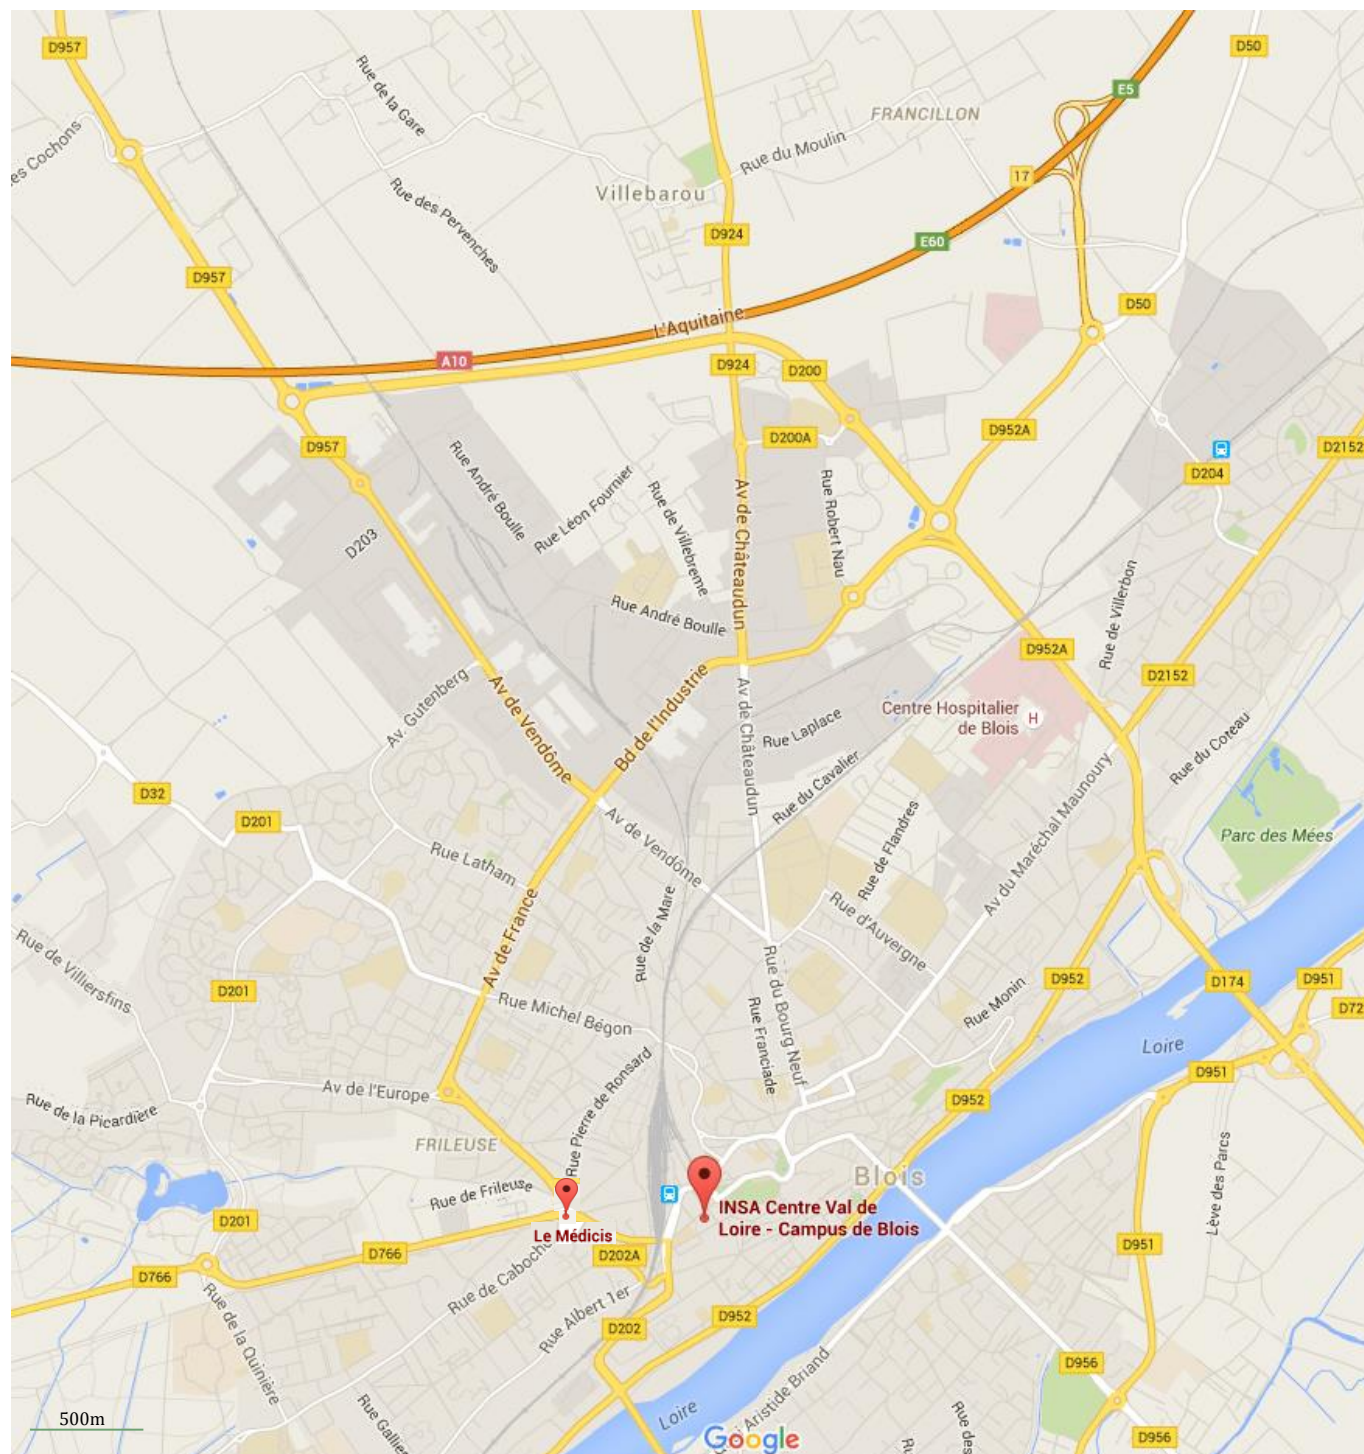 D957
D50
Rue de la Gare
E5
FRANCILLON
es Cochons
Rue du Moulin
17
Villebarou
Rue des Pervenches
D924
E60
D957
D50
L'Aquitaine
A10
D924
D200
D957
D200A
D952A
D2152
Rue André Boulle
Rue Léon Fournier
Rue de Villebreme
Av de Châteaudun
Rue Robert Nau
D204
D203
Rue André Boulle
Rue de Villerbon
D952A
D2152
Av. Gutenberg
Av de Vendôme
Bd de l'Industrie
Av de Châteaudun
Rue Laplace
Centre Hospitalier
de Blois
H
Rue du Coteau
D32
D201
Rue du Cavalier
Av de Vendôme
Rue Latham
Rue de Flandres
Av du Maréchal Maunoury
Parc des Mées
Rue de la Mare
Av de France
Rue d'Auvergne
Rue de Villiersfins
D201
Rue Michel Bégon
Rue du Bourg Neuf
Rue Franciade
Rue Monin
D952
D174
D951
D72
Loire
D951
Av de l'Europe
Rue Pierre de Ronsard
D952
Rue de la Picardière
FRILEUSE
Blois
Lève des Parcs
Rue de Frileuse
INSA Centre Val de
Loire - Campus de Blois
Le Médicis
D201
D766
D202A
D951
D766
Rue de Caboche
Rue Albert 1er
Rue de la Quinière
D202
D952
D956
Rue Gallie
500m
Loire
Aristide Briand
Rue des
Ru
Google
D956